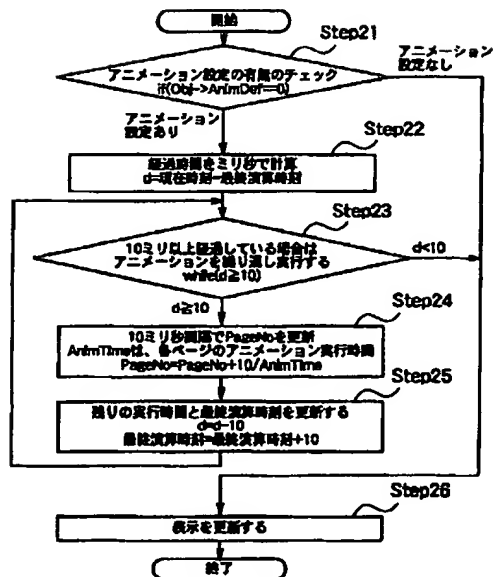 開始
Step21
アニメーション設定の有無のチェック
if(Obj->AnimDef==0)
アニメーション
設定なし
アニメーション
設定あり
Step22
経過時間をミリ秒で計算
d=現在時刻-最終演算時刻
Step23
10ミリ以上経過している場合は
アニメーションを繰り返し実行する
while(d≧10)
d<10
d≧10
Step24
10ミリ秒間隔でPageNoを更新
AnimTimeは、各ページのアニメーション実行時間
PageNo=PageNo+10/AnimTime
Step25
残りの実行時間と最終演算時刻を更新する
d=d-10
最終演算時刻=最終演算時刻+10
Step26
表示を更新する
終了